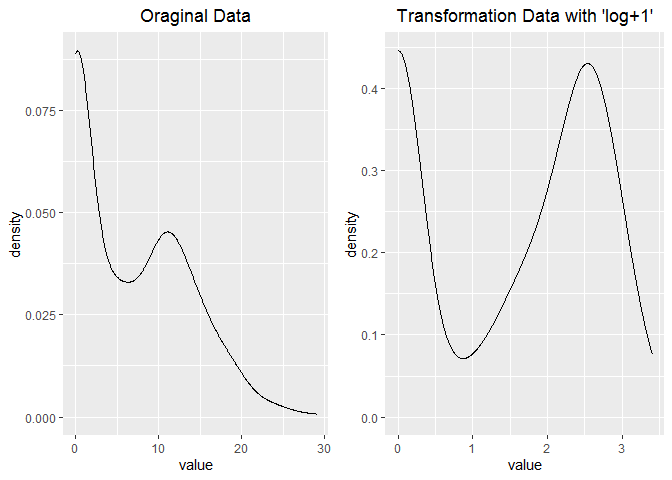 Oraginal Data
0.075
0.050
0.025
0.000
density
0
10
20
30
value
Transformation Data with 'log+1'
0.4
0.3
0.2
0.1
0.0
density
0
1
2
3
value